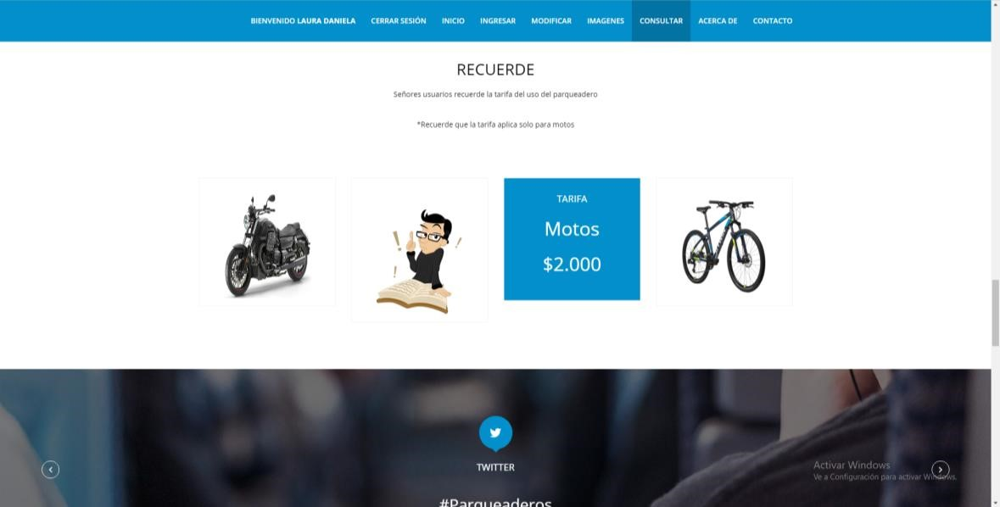 BIENVENIDO LAURA DANIELA CERRAR SESIÓN INICIO INGRESAR MODIFICAR IMAGENES CONSULTAR ACERCA DE CONTACTO
RECUERDE
Señores usuarios recuerde la tarifa del uso del parqueadero
*Recuerde que la tarifa aplica solo para motos
TARIFA
Motos
$2.000
TWITTER
Activar Windows
Ve a Configuración para activar Windows.
#Parqueaderos